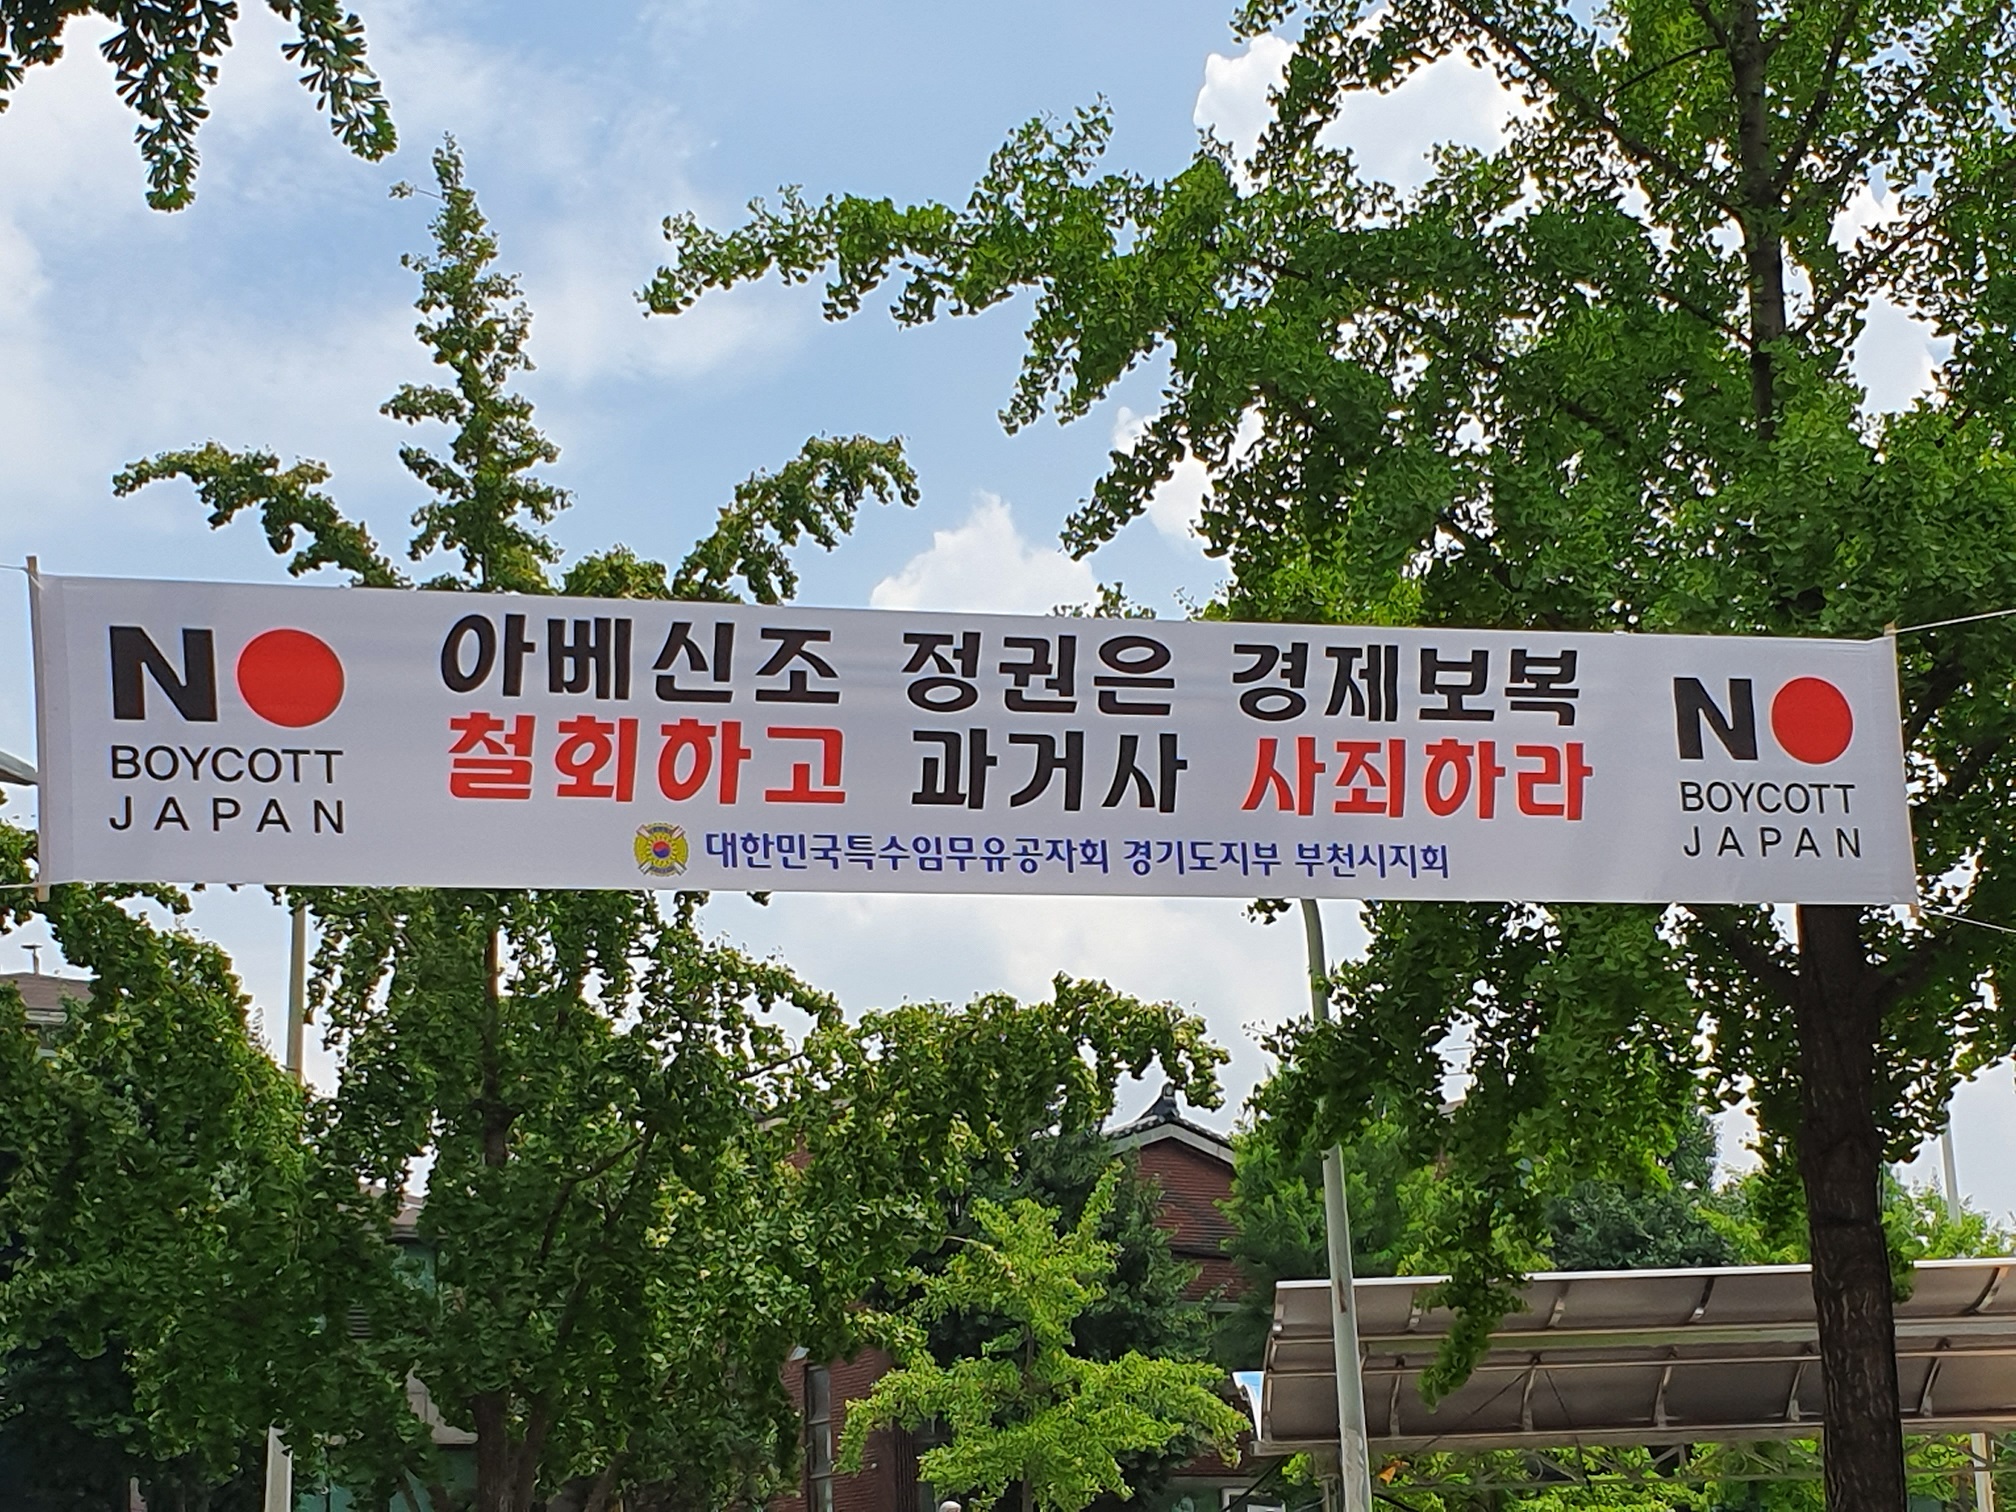 NO
BOYCOTT
JAPAN
아베신조 정권은 경제보복
철회하고 과거사 사죄하라
대한민국특수임무유공자회 경기도지부 부천시지회
NO
BOYCOTT
JAPAN